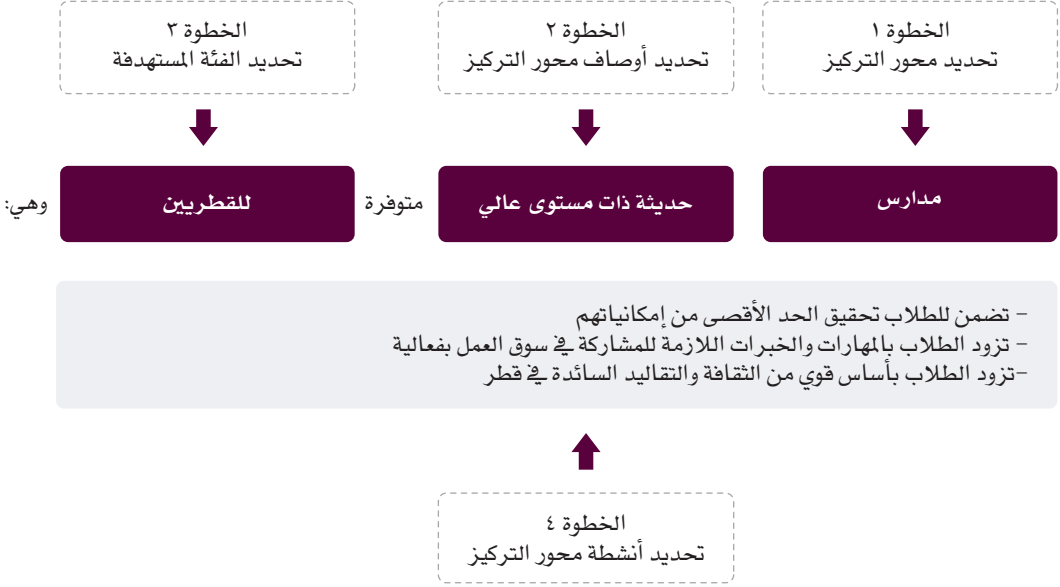 الخطوة ١
تحديد محور التركيز
الخطوة ٢
تحديد أوصاف محور التركيز
الخطوة ٣
تحديد الفئة المستهدفة
مدارس
حديثة ذات مستوى عالي
متوفرة
للقطريين
وهي:
- تضمن للطلاب تحقيق الحد الأقصى من إمكانياتهم
- تزود الطلاب بالمهارات والخبرات اللازمة للمشاركة في سوق العمل بفعالية
-تزود الطلاب بأساس قوي من الثقافة والتقاليد السائدة في قطر
الخطوة ٤
تحديد أنشطة محور التركيز